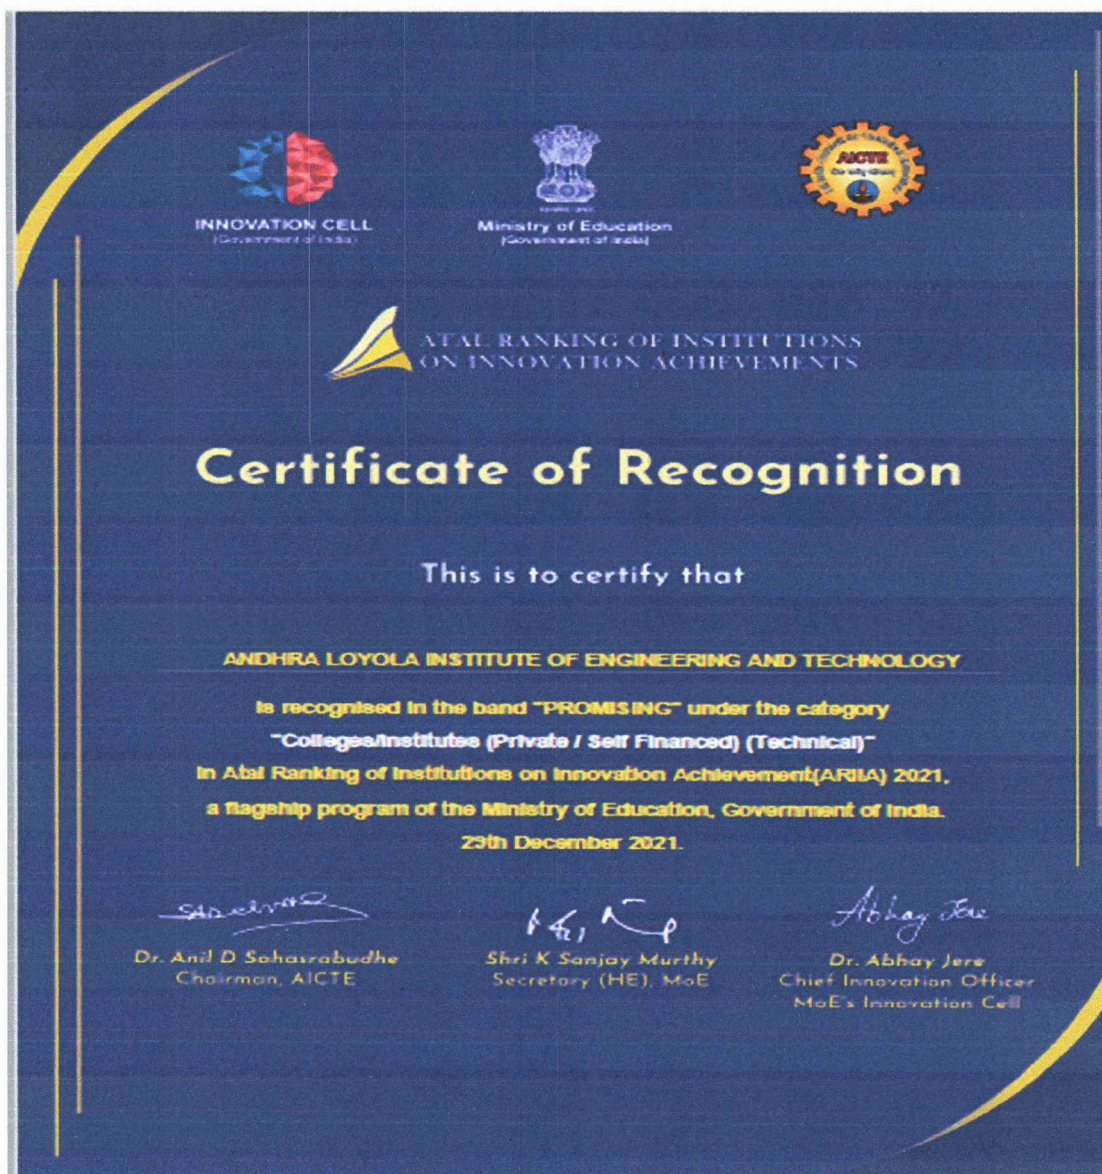 INNOVATION CELL
(Government of India)
Ministry of Education
(Government of India)
AICTE
ATAL RANKING OF INSTITUTIONS
ON INNOVATION ACHIEVEMENTS
Certificate of Recognition
This is to certify that
ANDHRA LOYOLA INSTITUTE OF ENGINEERING AND TECHNOLOGY
is recognised in the band "PROMISING" under the category
"Colleges/Institutes (Private / Self Financed) (Technical)"
in Atal Ranking of Institutions on Innovation Achievement(ARIIA) 2021,
a flagship program of the Ministry of Education, Government of India.
29th December 2021.
Abhay Jere
Dr. Anil D Sahasrabudhe
Chairman, AICTE
Shri K Sanjay Murthy
Secretary (HE), MoE
Dr. Abhay Jere
Chief Innovation Officer
MoE's Innovation Cell